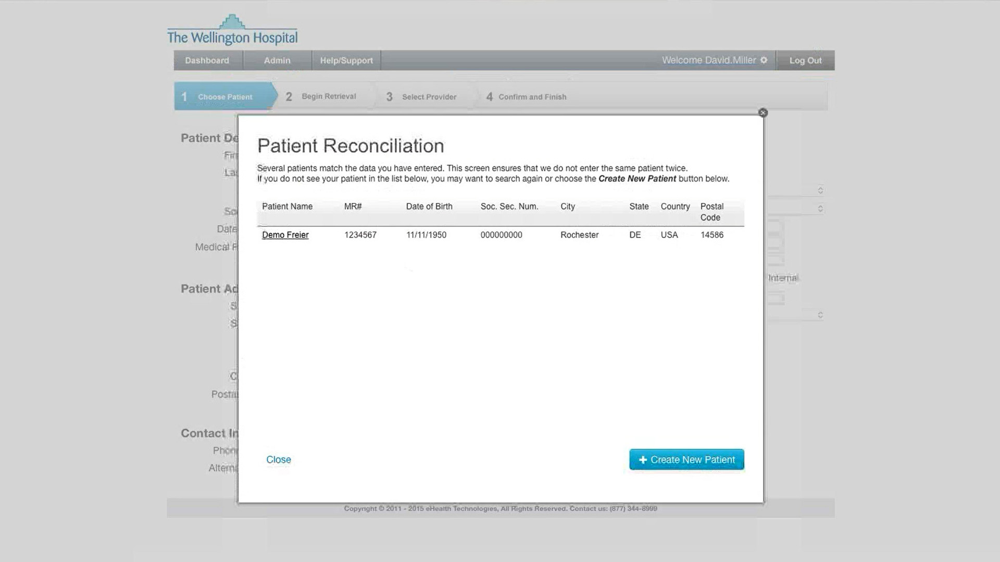 The Wellington Hospital
Dashboard Admin Help/Support Welcome David.Miller Log Out
1 Choose Patient 2 Begin Retrieval 3 Select Provider 4 Confirm and Finish
Patient De
Fir
Las
Soc
Date
Medical R
Internal
Patient Ad
S
S
C
Postal
Contact In
Phon
Alterna
Patient Reconciliation
Several patients match the data you have entered. This screen ensures that we do not enter the same patient twice.
If you do not see your patient in the list below, you may want to search again or choose the Create New Patient button below.
Patient Name MR# Date of Birth Soc. Sec. Num. City State Country Postal Code
Demo Freier 1234567 11/11/1950 000000000 Rochester DE USA 14586
Close + Create New Patient
Copyright © 2011 - 2015 eHealth Technologies, All Rights Reserved. Contact us: (877) 344-8999